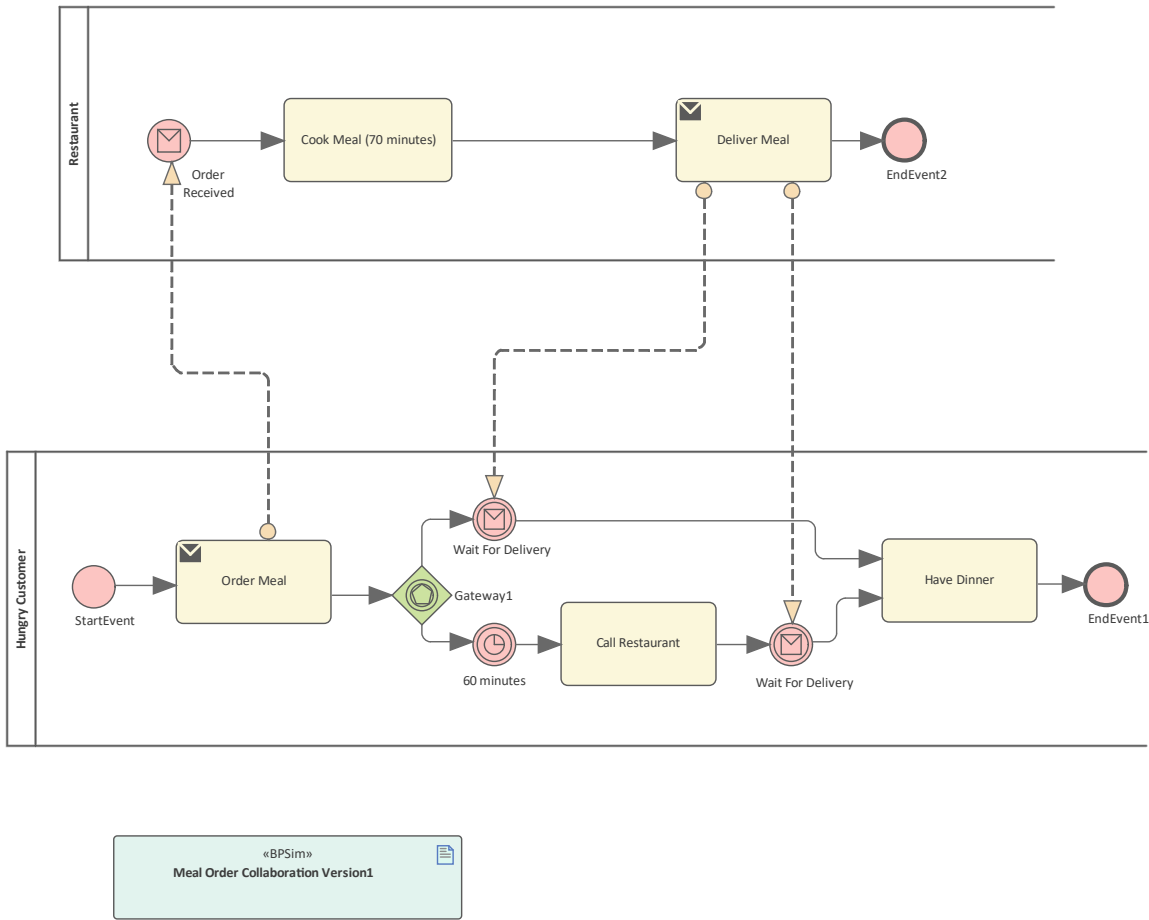 Restaurant
Cook Meal (70 minutes)
Deliver Meal
Order
Received
EndEvent2
Hungry Customer
Wait For Delivery
Order Meal
Have Dinner
Gateway1
StartEvent
EndEvent1
Call Restaurant
60 minutes
Wait For Delivery
«BPSim»
Meal Order Collaboration Version1